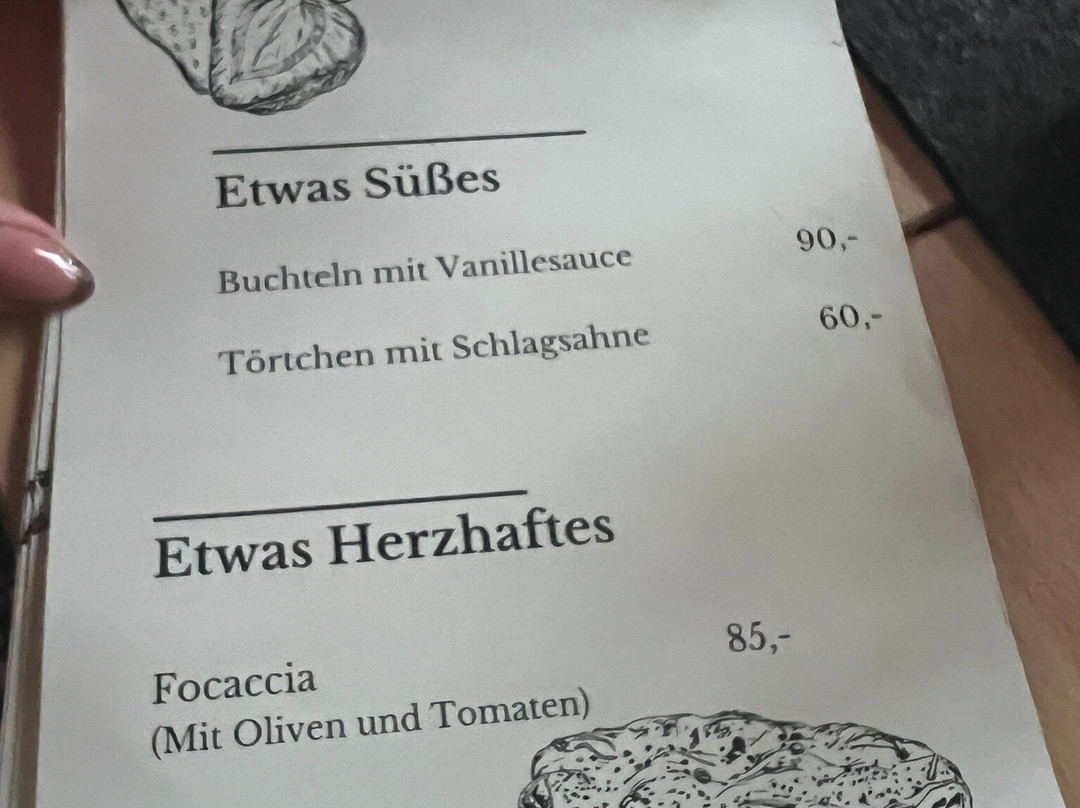 Etwas Süßes
Buchteln mit Vanillesauce 90,-
Törtchen mit Schlagsahne 60,-
Etwas Herzhaftes
Focaccia 85,-
(Mit Oliven und Tomaten)